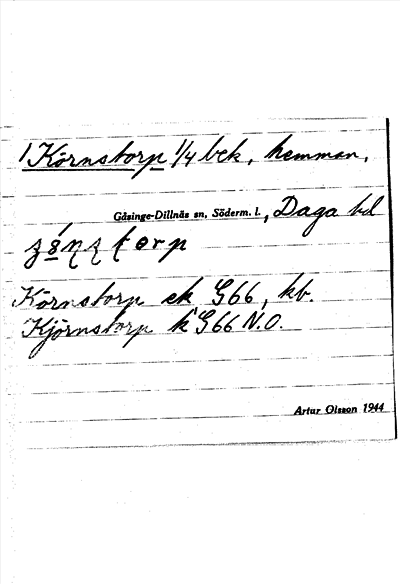 1 Körnstorp 1/4 bek, hemman,
Gåsinge-Dillnäs sn, Söderm. l., Daga hd
Körnstorp ek G66, kb.
Kjörnstorp k G66 N.O.
Artur Olsson 1944